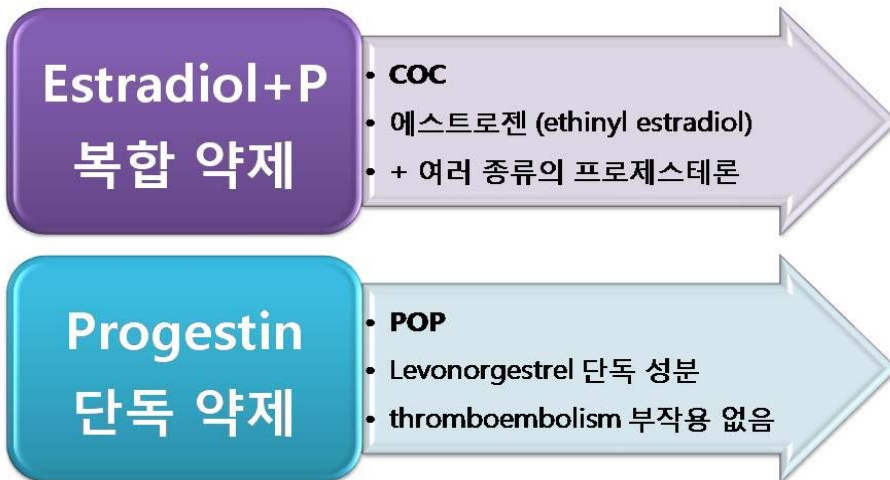 Estradiol+P
복합 약제
• COC
• 에스트로젠 (ethinyl estradiol)
• + 여러 종류의 프로제스테론
Progestin
단독 약제
• POP
• Levonorgestrel 단독 성분
• thromboembolism 부작용 없음